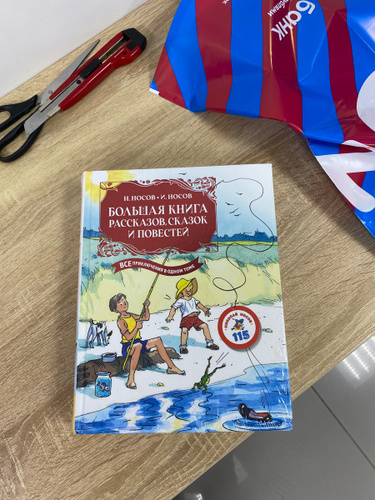 БАНК
Н. НОСОВ • И. НОСОВ
БОЛЬШАЯ КНИГА
РАССКАЗОВ, СКАЗОК
И ПОВЕСТЕЙ
ВСЕ ПРИКЛЮЧЕНИЯ В ОДНОМ ТОМЕ
115